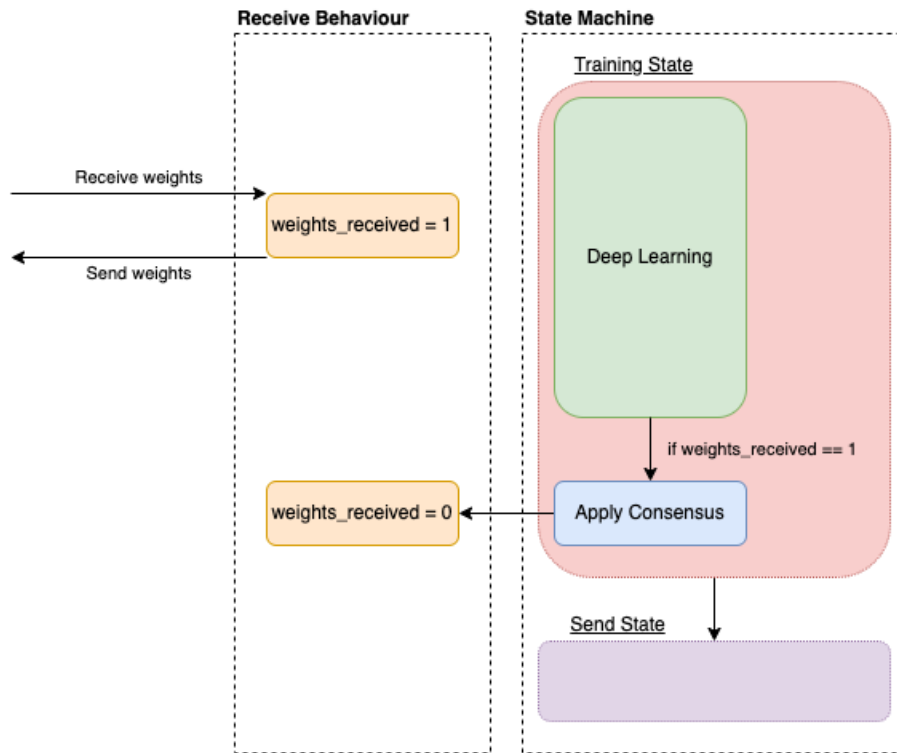 Receive Behaviour
State Machine
Training State
Receive weights
weights_received = 1
Send weights
Deep Learning
if weights_received == 1
weights_received = 0
Apply Consensus
Send State